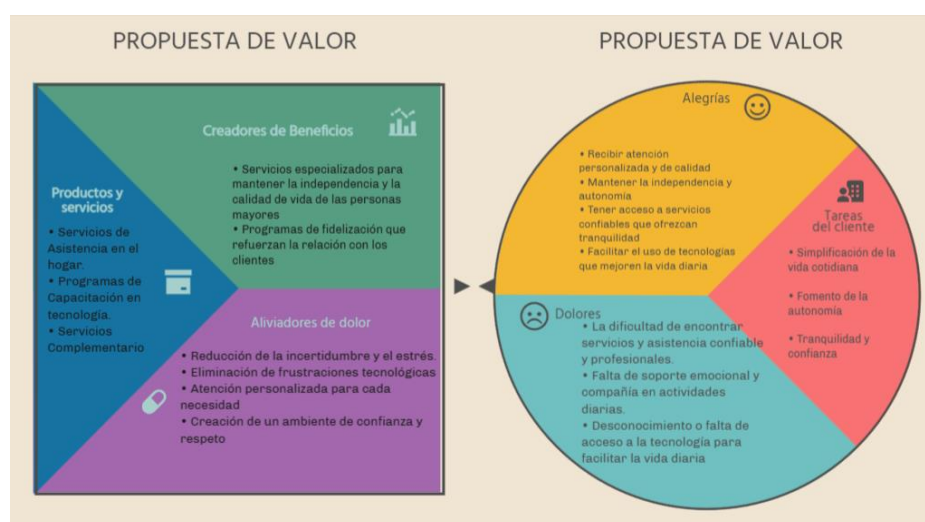 PROPUESTA DE VALOR
Creadores de Beneficios
• Servicios especializados para
mantener la independencia y la
calidad de vida de las personas
mayores
• Programas de fidelización que
refuerzan la relación con los
clientes
Productos y
servicios
• Servicios de
Asistencia en el
hogar.
• Programas de
Capacitación en
tecnología.
• Servicios
Complementario
Aliviadores de dolor
• Reducción de la incertidumbre y el estrés.
• Eliminación de frustraciones tecnológicas
• Atención personalizada para cada
necesidad
• Creación de un ambiente de confianza y
respeto
PROPUESTA DE VALOR
Alegrías
• Recibir atención
personalizada y de calidad
• Mantener la independencia y
autonomía
• Tener acceso a servicios
confiables que ofrezcan
tranquilidad
• Facilitar el uso de tecnologías
que mejoren la vida diaria
Tareas
del cliente
• Simplificación de la
vida cotidiana
• Fomento de la
autonomía
• Tranquilidad y
confianza
Dolores
• La dificultad de encontrar
servicios y asistencia confiable
y profesionales.
• Falta de soporte emocional y
compañía en actividades
diarias.
• Desconocimiento o falta de
acceso a la tecnología para
facilitar la vida diaria